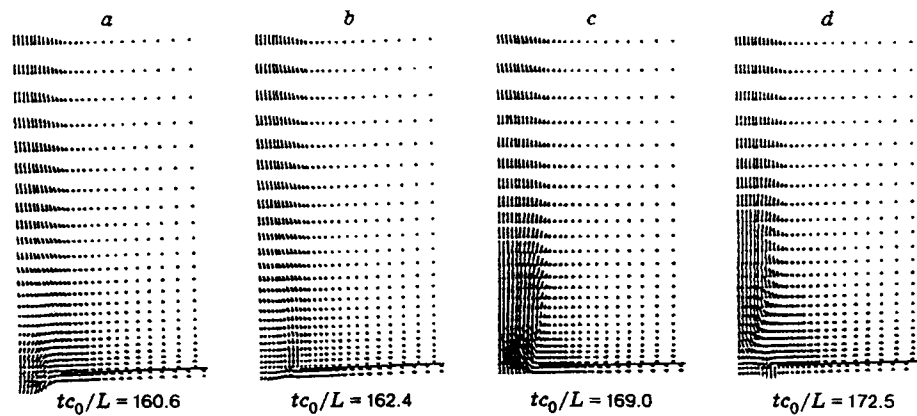 a b c d
tc₀/L = 160.6 tc₀/L = 162.4 tc₀/L = 169.0 tc₀/L = 172.5